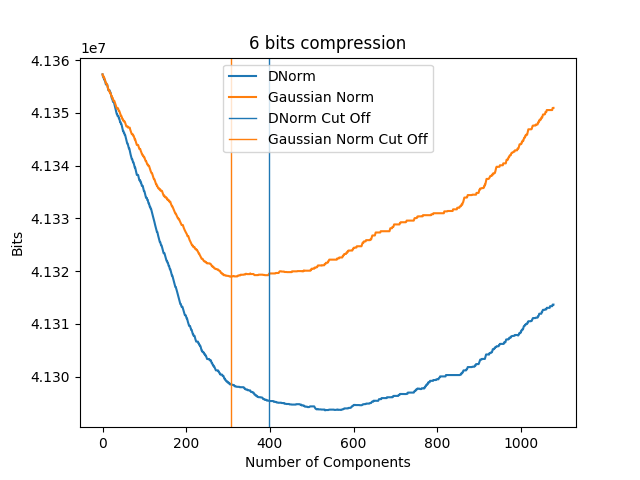 6 bits compression
1e7
4.136
4.135
4.134
4.133
4.132
4.131
4.130
Bits
DNorm
Gaussian Norm
DNorm Cut Off
Gaussian Norm Cut Off
0 200 400 600 800 1000
Number of Components